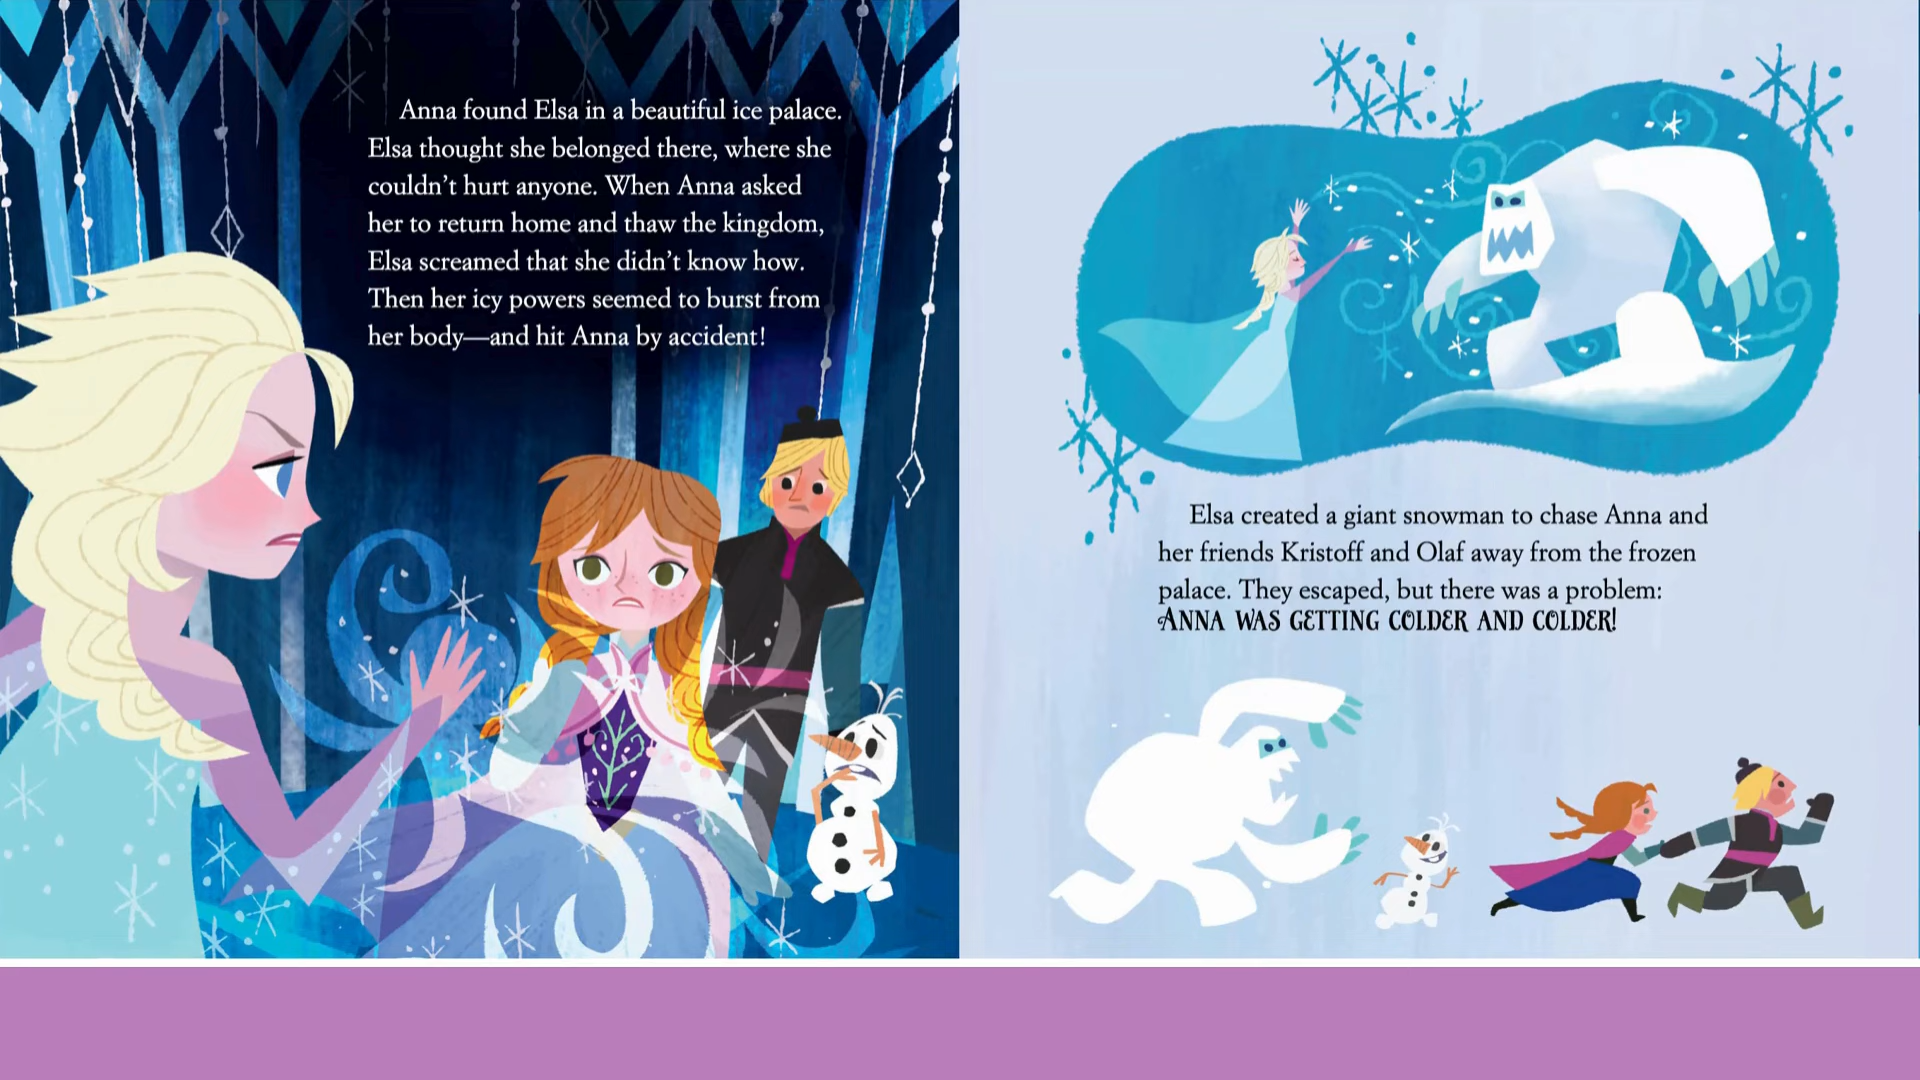 Anna found Elsa in a beautiful ice palace.
Elsa thought she belonged there, where she
couldn’t hurt anyone. When Anna asked
her to return home and thaw the kingdom,
Elsa screamed that she didn’t know how.
Then her icy powers seemed to burst from
her body—and hit Anna by accident!
Elsa created a giant snowman to chase Anna and
her friends Kristoff and Olaf away from the frozen
palace. They escaped, but there was a problem:
ANNA WAS GETTING COLDER AND COLDER!